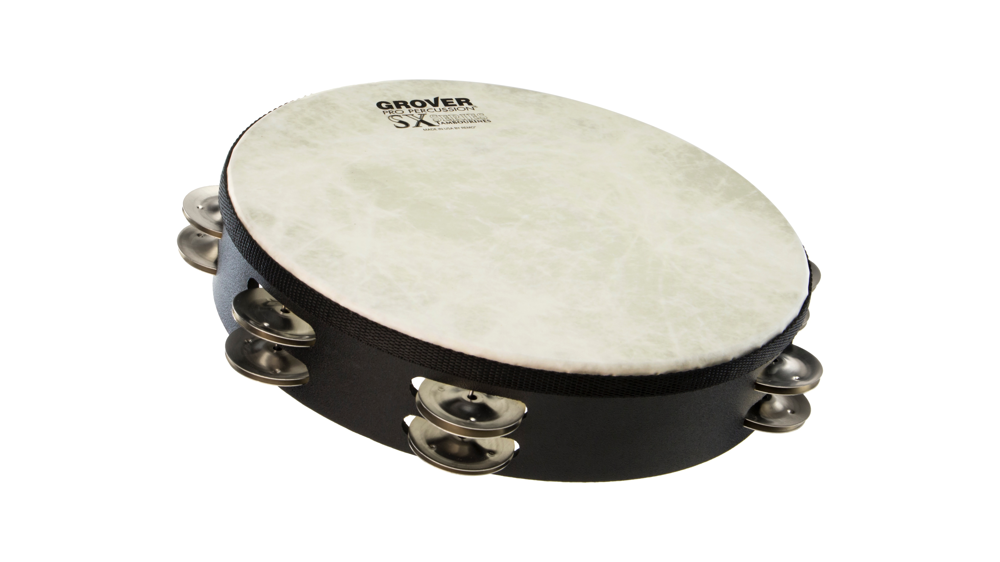 GROVER
PRO PERCUSSION®
SX SERIES
TAMBOURINES
MADE IN USA BY REMO®